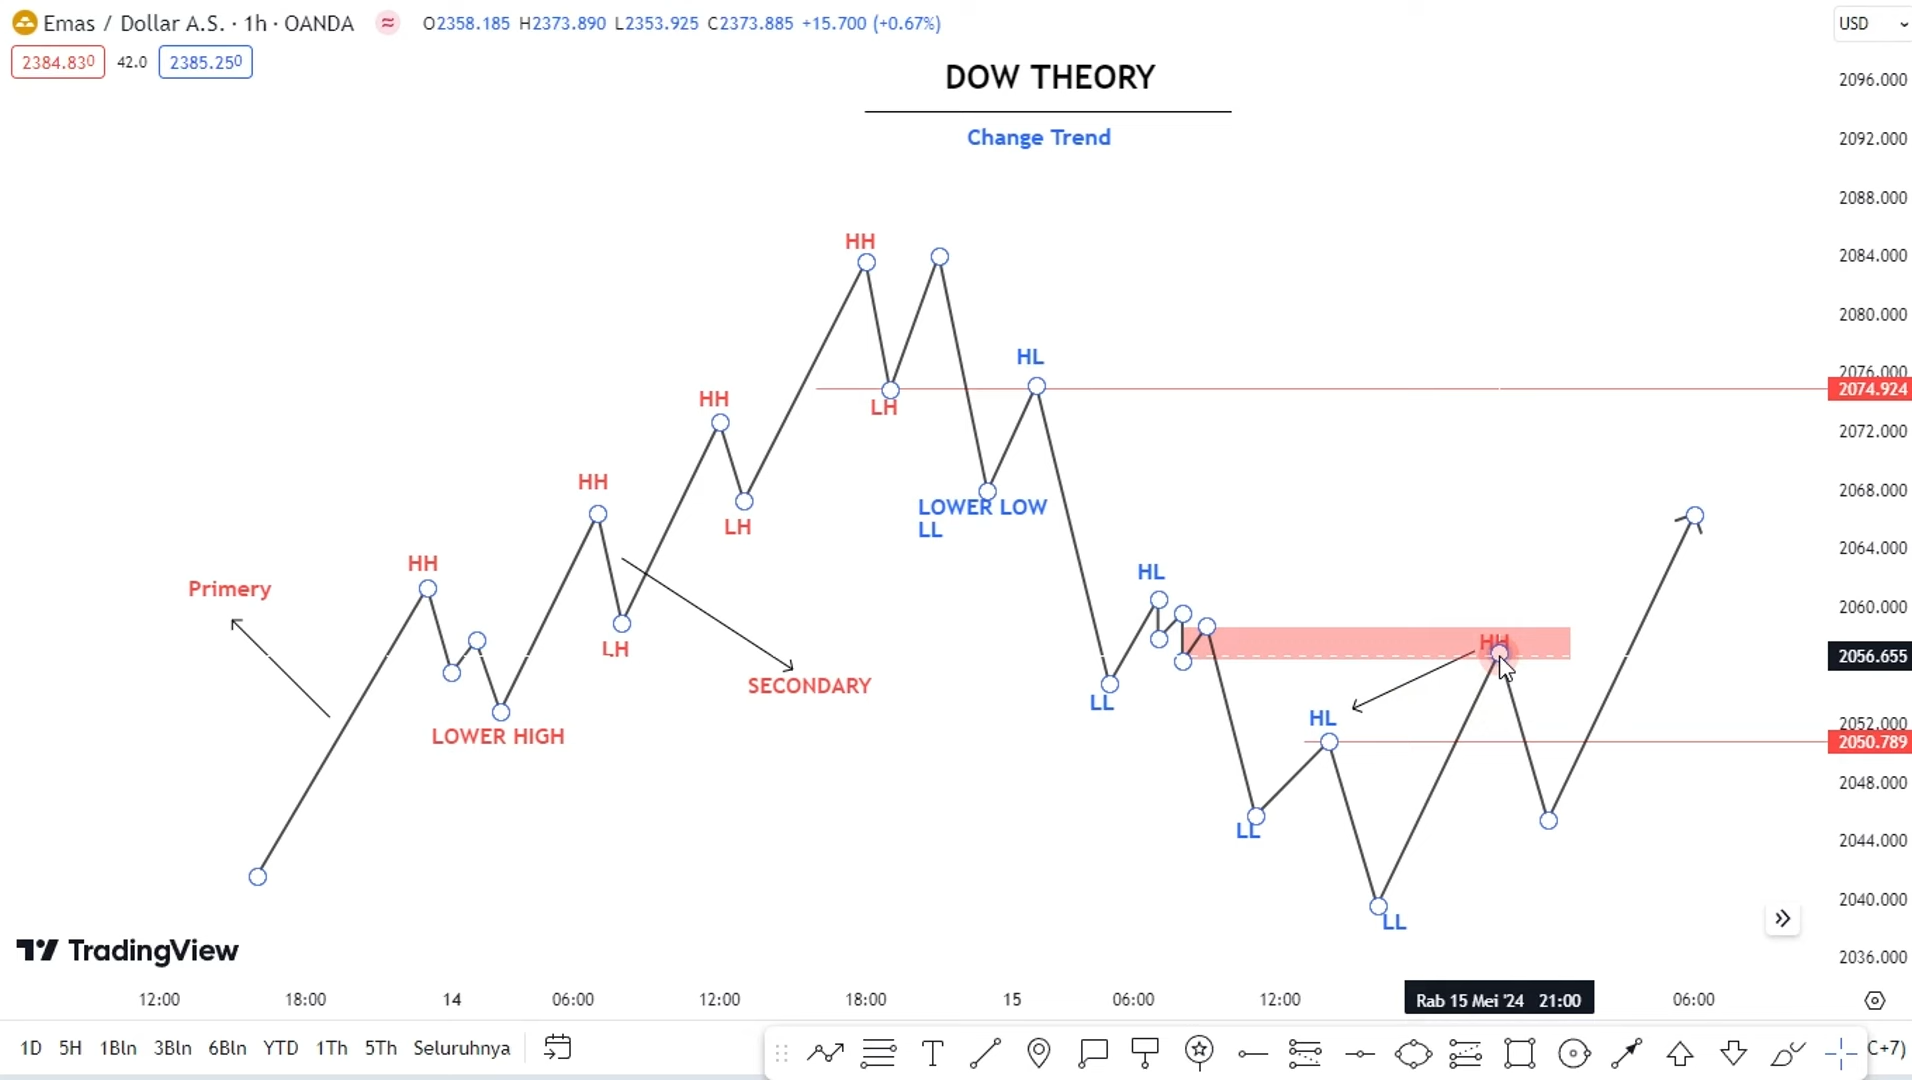 Emas / Dollar A.S. · 1h · OANDA ≈ O2358.185 H2373.890 L2353.925 C2373.885 +15.700 (+0.67%)
USD
2384.830 42.0 2385.250
DOW THEORY
Change Trend
2096.000
2092.000
2088.000
2084.000
2080.000
2076.000
2074.924
2072.000
2068.000
2064.000
2060.000
2056.655
2052.000
2050.789
2048.000
2044.000
2040.000
2036.000
HH
HL
HH
LH
HH
LOWER LOW
LL
LH
HH
HL
Primery
HH
LH
SECONDARY
LL
HL
LOWER HIGH
LL
LL
TradingView
12:00 18:00 14 06:00 12:00 18:00 15 06:00 12:00 Rab 15 Mei '24 21:00 06:00
1D 5H 1Bln 3Bln 6Bln YTD 1Th 5Th Seluruhnya
C+7)